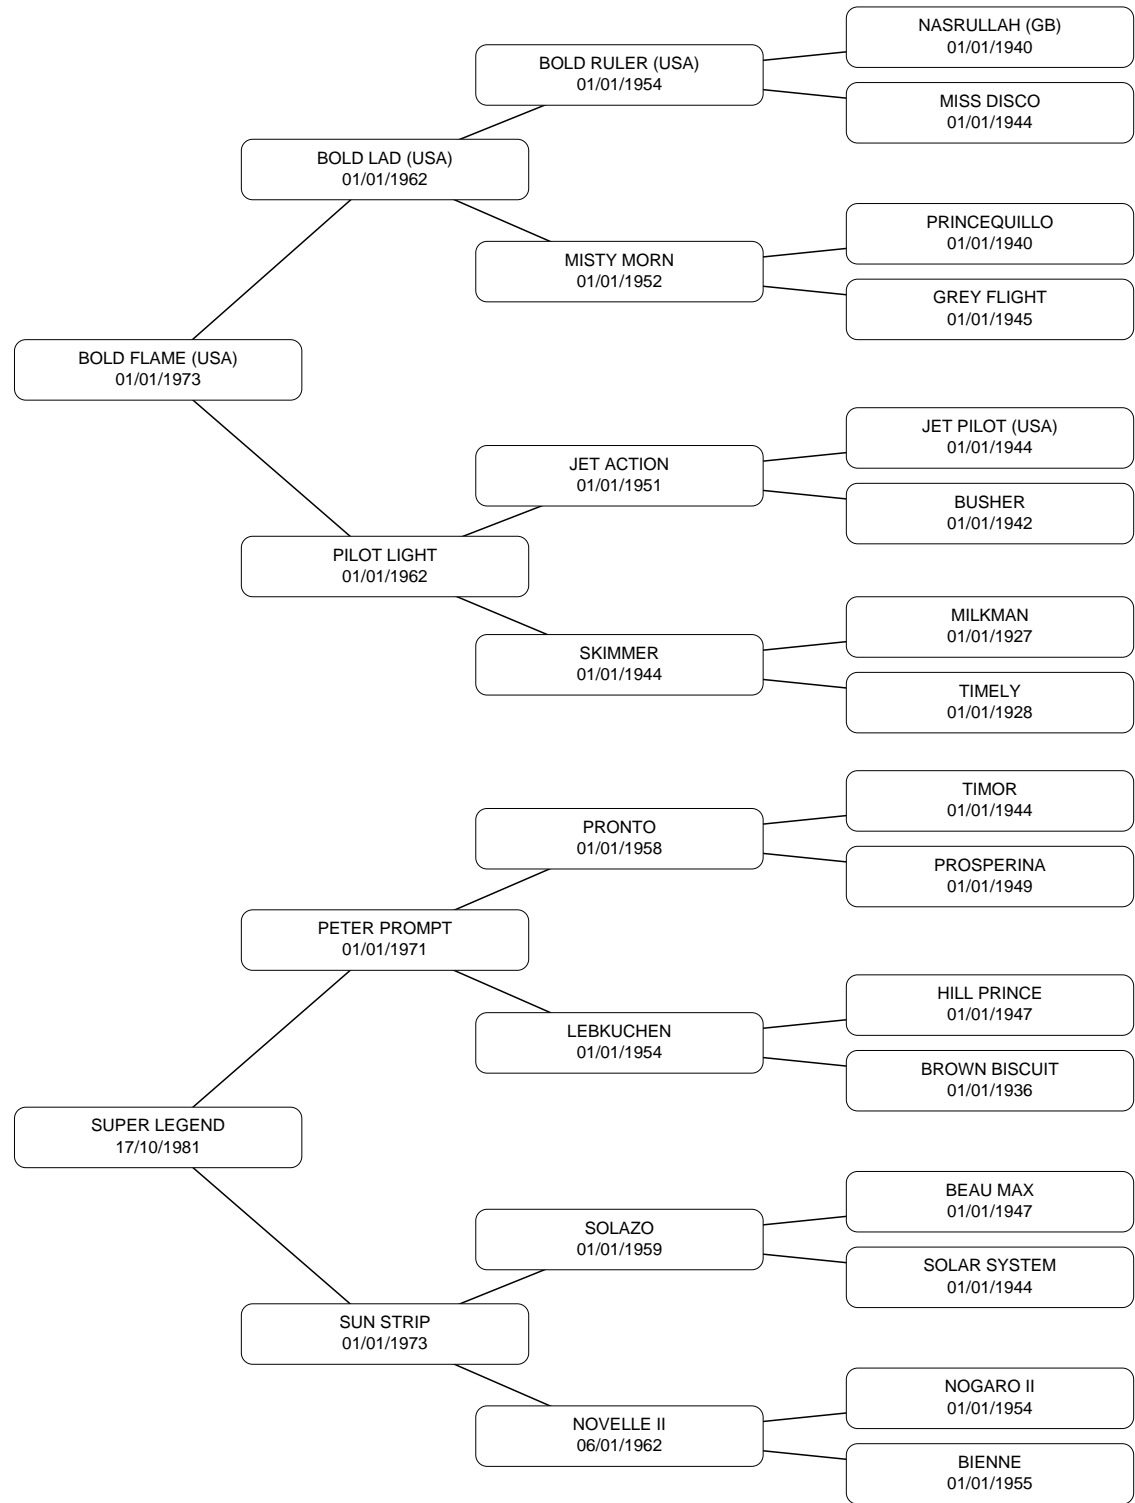 NASRULLAH (GB)
01/01/1940
BOLD RULER (USA)
01/01/1954
MISS DISCO
01/01/1944
BOLD LAD (USA)
01/01/1962
PRINCEQUILLO
01/01/1940
MISTY MORN
01/01/1952
GREY FLIGHT
01/01/1945
BOLD FLAME (USA)
01/01/1973
JET PILOT (USA)
01/01/1944
JET ACTION
01/01/1951
BUSHER
01/01/1942
PILOT LIGHT
01/01/1962
MILKMAN
01/01/1927
SKIMMER
01/01/1944
TIMELY
01/01/1928
TIMOR
01/01/1944
PRONTO
01/01/1958
PROSPERINA
01/01/1949
PETER PROMPT
01/01/1971
HILL PRINCE
01/01/1947
LEBKUCHEN
01/01/1954
BROWN BISCUIT
01/01/1936
SUPER LEGEND
17/10/1981
BEAU MAX
01/01/1947
SOLAZO
01/01/1959
SOLAR SYSTEM
01/01/1944
SUN STRIP
01/01/1973
NOGARO II
01/01/1954
NOVELLE II
06/01/1962
BIENNE
01/01/1955